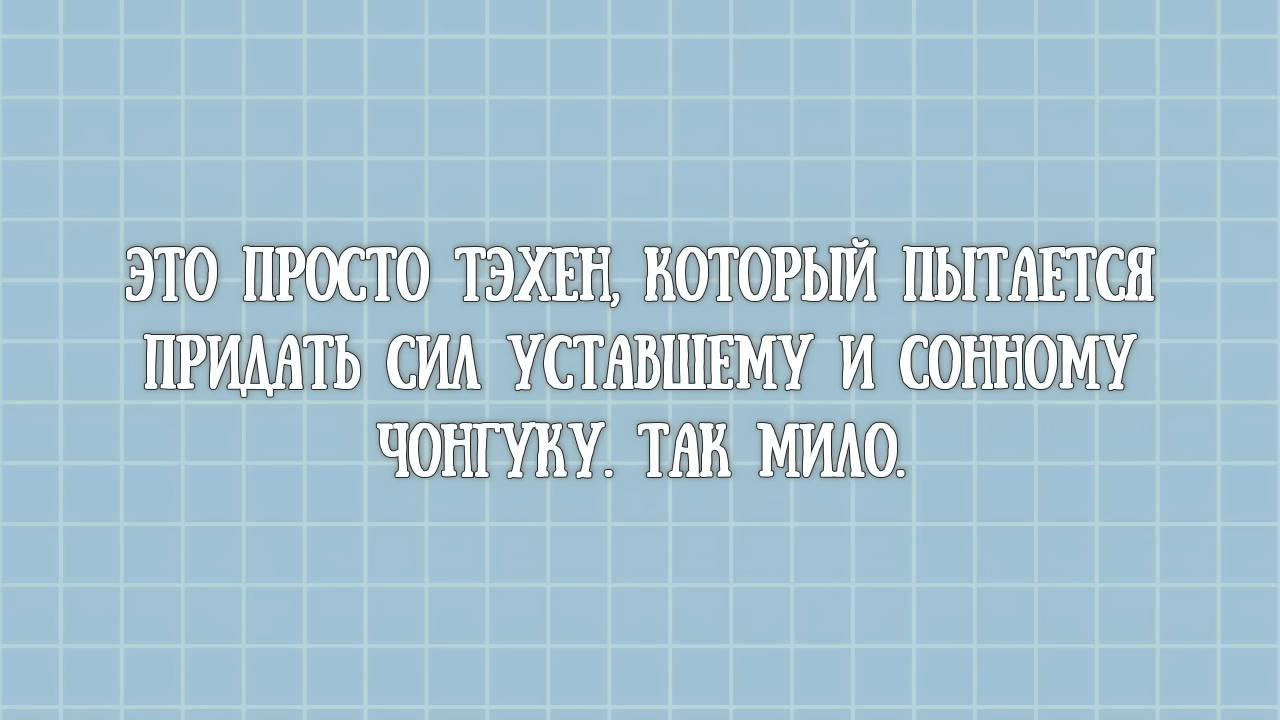 ЭТО ПРОСТО ТЭХЕН, КОТОРЫЙ ПЫТАЕТСЯ
ПРИДАТЬ СИЛ УСТАВШЕМУ И СОННОМУ
ЧОНГУКУ. ТАК МИЛО.